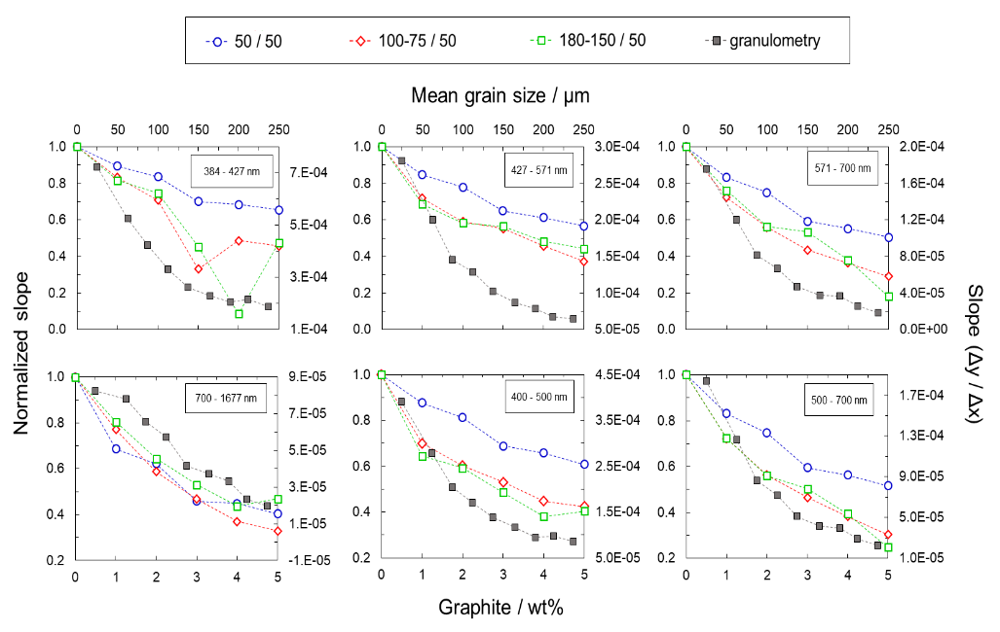 50 / 50 100-75 / 50 180-150 / 50 granulometry
Mean grain size / µm
0 50 100 150 200 250 0 50 100 150 200 250 0 50 100 150 200 250
1.0 0.8 0.6 0.4 0.2 0.0
384 - 427 nm
7.E-04 5.E-04 3.E-04 1.E-04
1.0 0.8 0.6 0.4 0.2 0.0
427 - 571 nm
3.0E-04 2.5E-04 2.0E-04 1.5E-04 1.0E-04 5.0E-05
1.0 0.8 0.6 0.4 0.2 0.0
571 - 700 nm
2.0E-04 1.6E-04 1.2E-04 8.0E-05 4.0E-05 0.0E+00
Normalized slope
Slope (Δy / Δx)
1.0 0.8 0.6 0.4 0.2
700 - 1677 nm
9.E-05 7.E-05 5.E-05 3.E-05 1.E-05 -1.E-05
1.0 0.8 0.6 0.4 0.2
400 - 500 nm
4.5E-04 3.5E-04 2.5E-04 1.5E-04 5.0E-05
1.0 0.8 0.6 0.4 0.2
500 - 700 nm
1.7E-04 1.3E-04 9.0E-05 5.0E-05 1.0E-05
0 1 2 3 4 5 0 1 2 3 4 5 0 1 2 3 4 5
Graphite / wt%